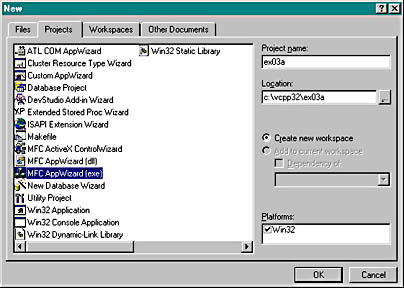 New
Files
Projects
Workspaces
Other Documents
ATL COM AppWizard
Cluster Resource Type Wizard
Custom AppWizard
Database Project
DevStudio Add-in Wizard
Extended Stored Proc Wizard
ISAPI Extension Wizard
Makefile
MFC ActiveX ControlWizard
MFC AppWizard (dll)
MFC AppWizard (exe)
New Database Wizard
Utility Project
Win32 Application
Win32 Console Application
Win32 Dynamic-Link Library
Win32 Static Library
Project name:
ex03a
Location:
c:\vcpp32\ex03a
...
Create new workspace
Add to current workspace
Dependency of:
Platforms:
Win32
OK
Cancel